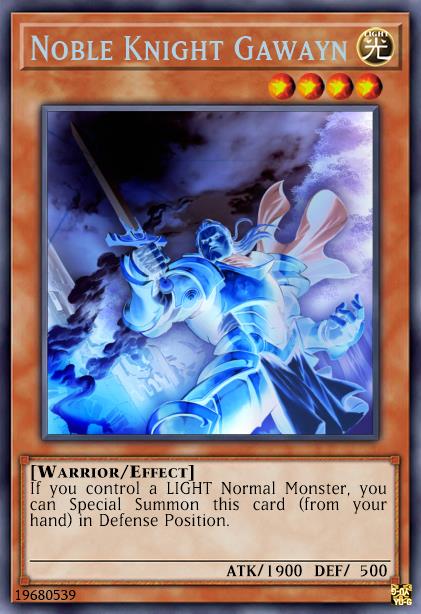 NOBLE KNIGHT GAWAYN
LIGHT
光
[WARRIOR/EFFECT]
If you control a LIGHT Normal Monster, you
can Special Summon this card (from your
hand) in Defense Position.
ATK/1900 DEF/ 500
19680539